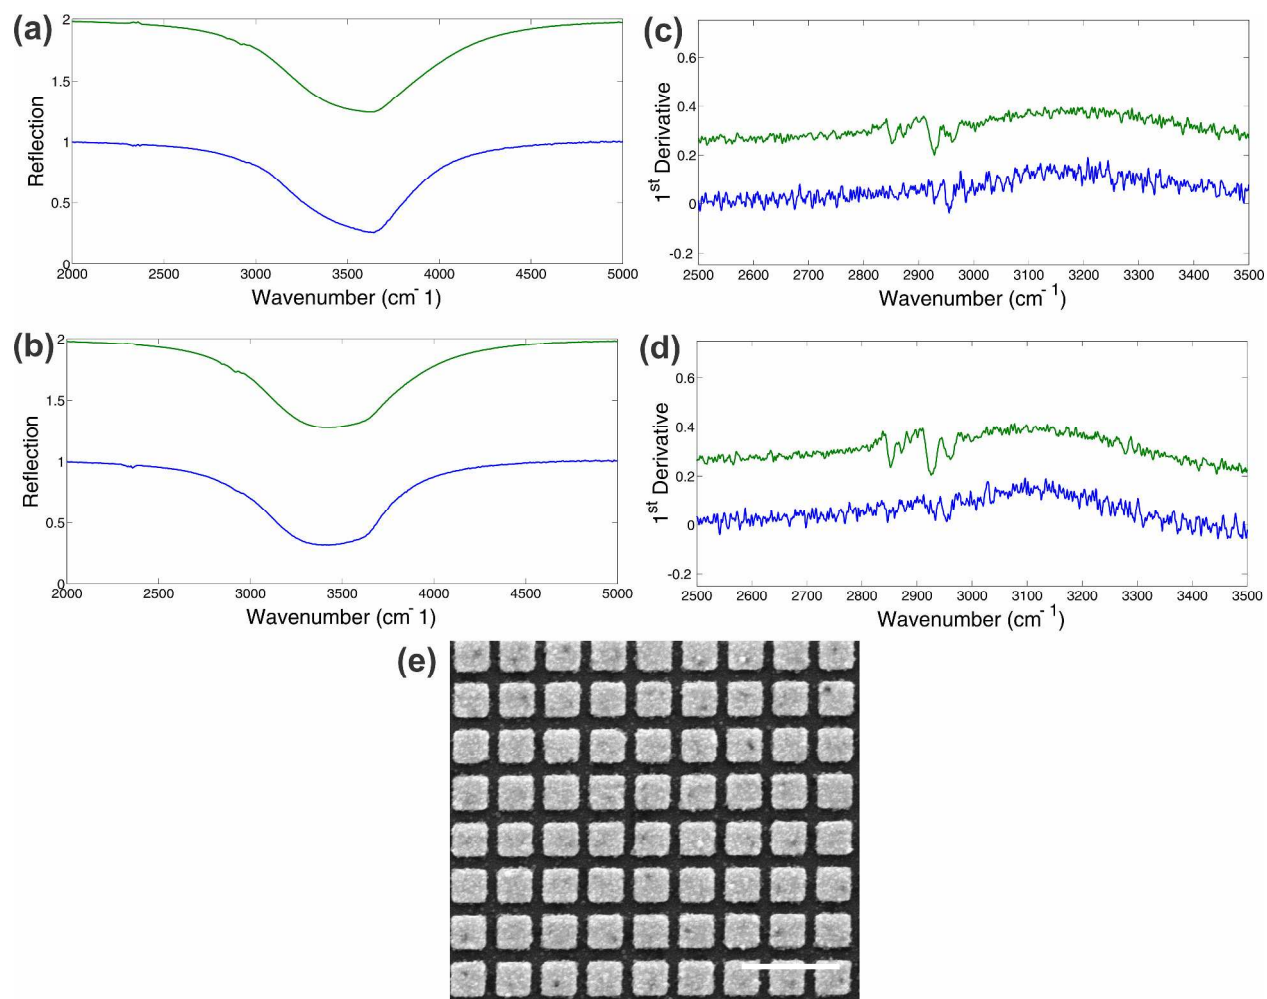 (a)
2
1.5
1
0.5
0
Reflection
2000 2500 3000 3500 4000 4500 5000
Wavenumber (cm⁻ 1)
(c)
0.6
0.4
0.2
0
-0.2
1st Derivative
2500 2600 2700 2800 2900 3000 3100 3200 3300 3400 3500
Wavenumber (cm⁻¹)
(b)
2
1.5
1
0.5
0
Reflection
2000 2500 3000 3500 4000 4500 5000
Wavenumber (cm⁻ 1)
(d)
0.6
0.4
0.2
0
-0.2
1st Derivative
2500 2600 2700 2800 2900 3000 3100 3200 3300 3400 3500
Wavenumber (cm⁻¹)
(e)